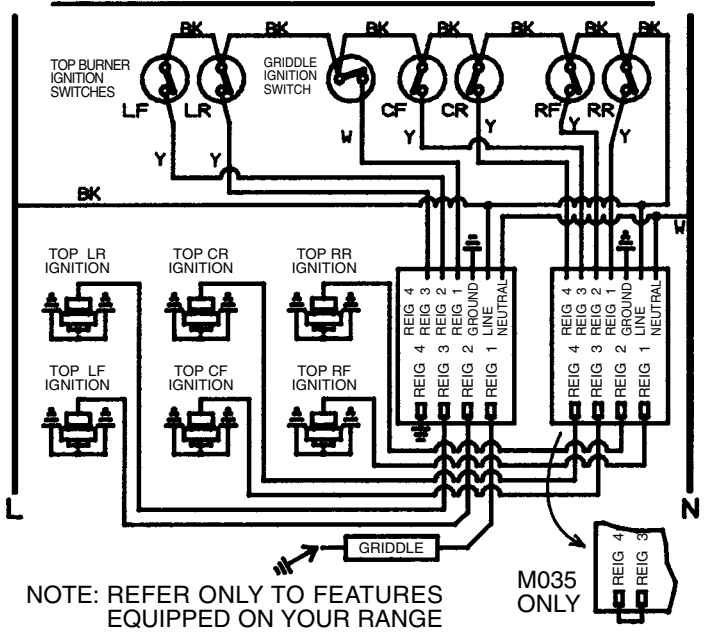 BK BK BK BK BK BK
TOP BURNER
IGNITION
SWITCHES
GRIDDLE
IGNITION
SWITCH
LF LR CF CR RF RR
Y Y W Y Y Y Y
BK
W
TOP LR
IGNITION
TOP CR
IGNITION
TOP RR
IGNITION
REIG 4
REIG 3
REIG 2
REIG 1
GROUND
LINE
NEUTRAL
REIG 4
REIG 3
REIG 2
REIG 1
GROUND
LINE
NEUTRAL
TOP LF
IGNITION
TOP CF
IGNITION
TOP RF
IGNITION
REIG 4
REIG 3
REIG 2
REIG 1
REIG 4
REIG 3
REIG 2
REIG 1
L
N
GRIDDLE
M035
ONLY
REIG 4
REIG 3
NOTE: REFER ONLY TO FEATURES
EQUIPPED ON YOUR RANGE